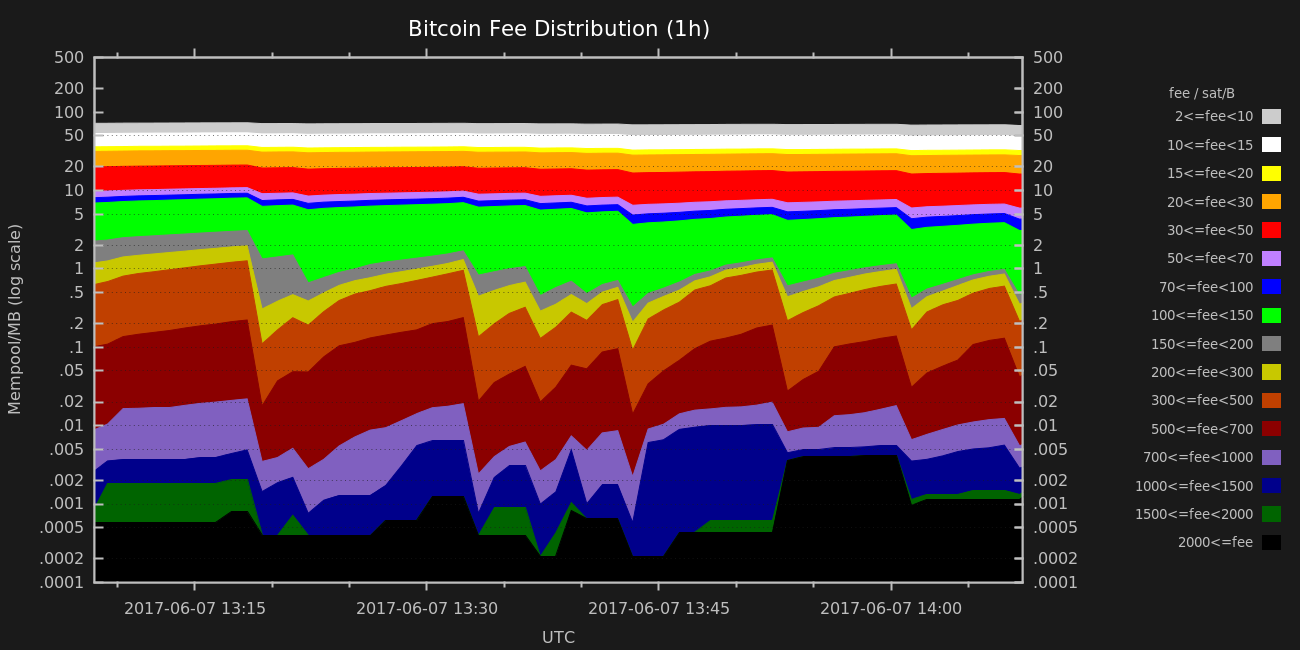 Bitcoin Fee Distribution (1h)
Mempool/MB (log scale)
500
200
100
50
20
10
5
2
1
.5
.2
.1
.05
.02
.01
.005
.002
.001
.0005
.0002
.0001
500
200
100
50
20
10
5
2
1
.5
.2
.1
.05
.02
.01
.005
.002
.001
.0005
.0002
.0001
fee / sat/B
2<=fee<10
10<=fee<15
15<=fee<20
20<=fee<30
30<=fee<50
50<=fee<70
70<=fee<100
100<=fee<150
150<=fee<200
200<=fee<300
300<=fee<500
500<=fee<700
700<=fee<1000
1000<=fee<1500
1500<=fee<2000
2000<=fee
2017-06-07 13:15 2017-06-07 13:30 2017-06-07 13:45 2017-06-07 14:00
UTC